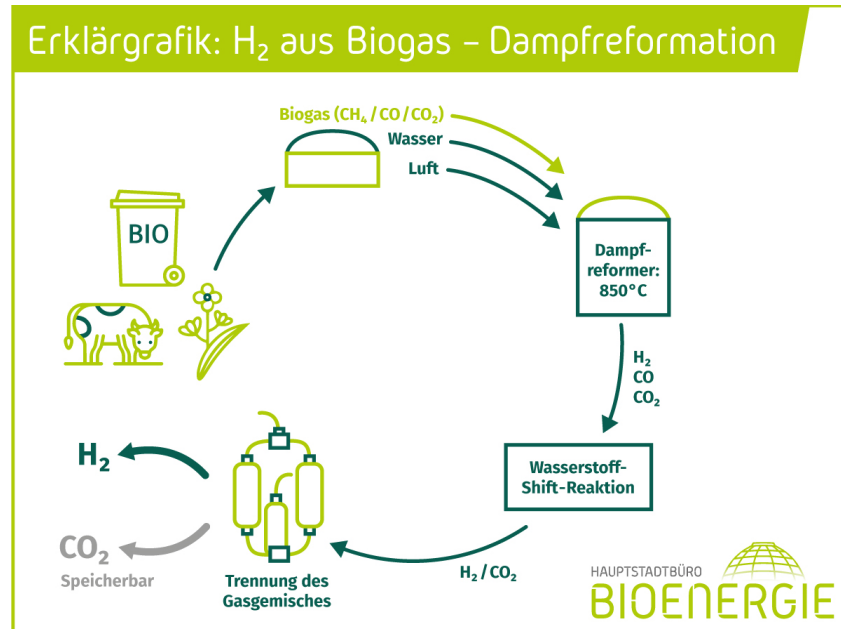 Erklärgrafik: H₂ aus Biogas – Dampfreformation
Biogas (CH₄ / CO / CO₂)
Wasser
Luft
BIO
Dampf-
reformer:
850°C
H₂
CO
CO₂
Wasserstoff-
Shift-Reaktion
H₂ / CO₂
Trennung des
Gasgemisches
H₂
CO₂
Speicherbar
HAUPTSTADTBÜRO
BIOENERGIE